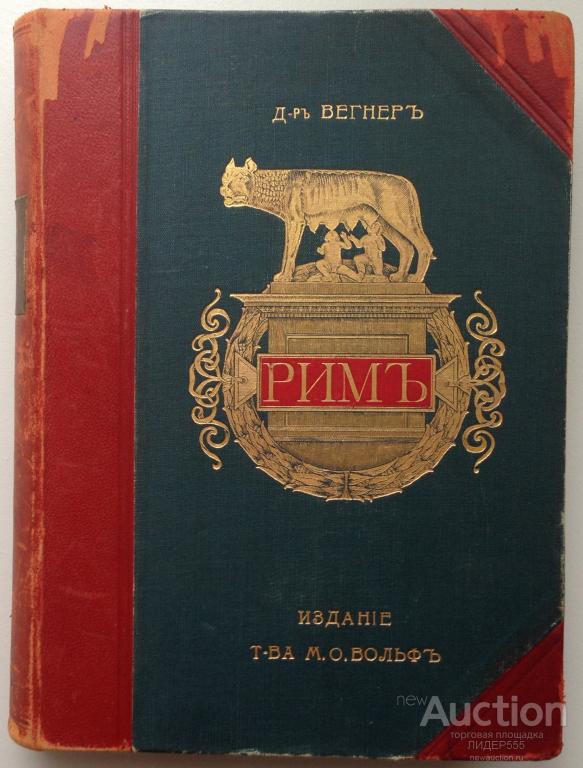 Д-РЪ ВЕГНЕРЪ
РИМЪ
ИЗДАНІЕ
Т-ВА М.О.ВОЛЬФЪ
newAuction
торговая площадка
ЛИДЕР555
newauction.ru